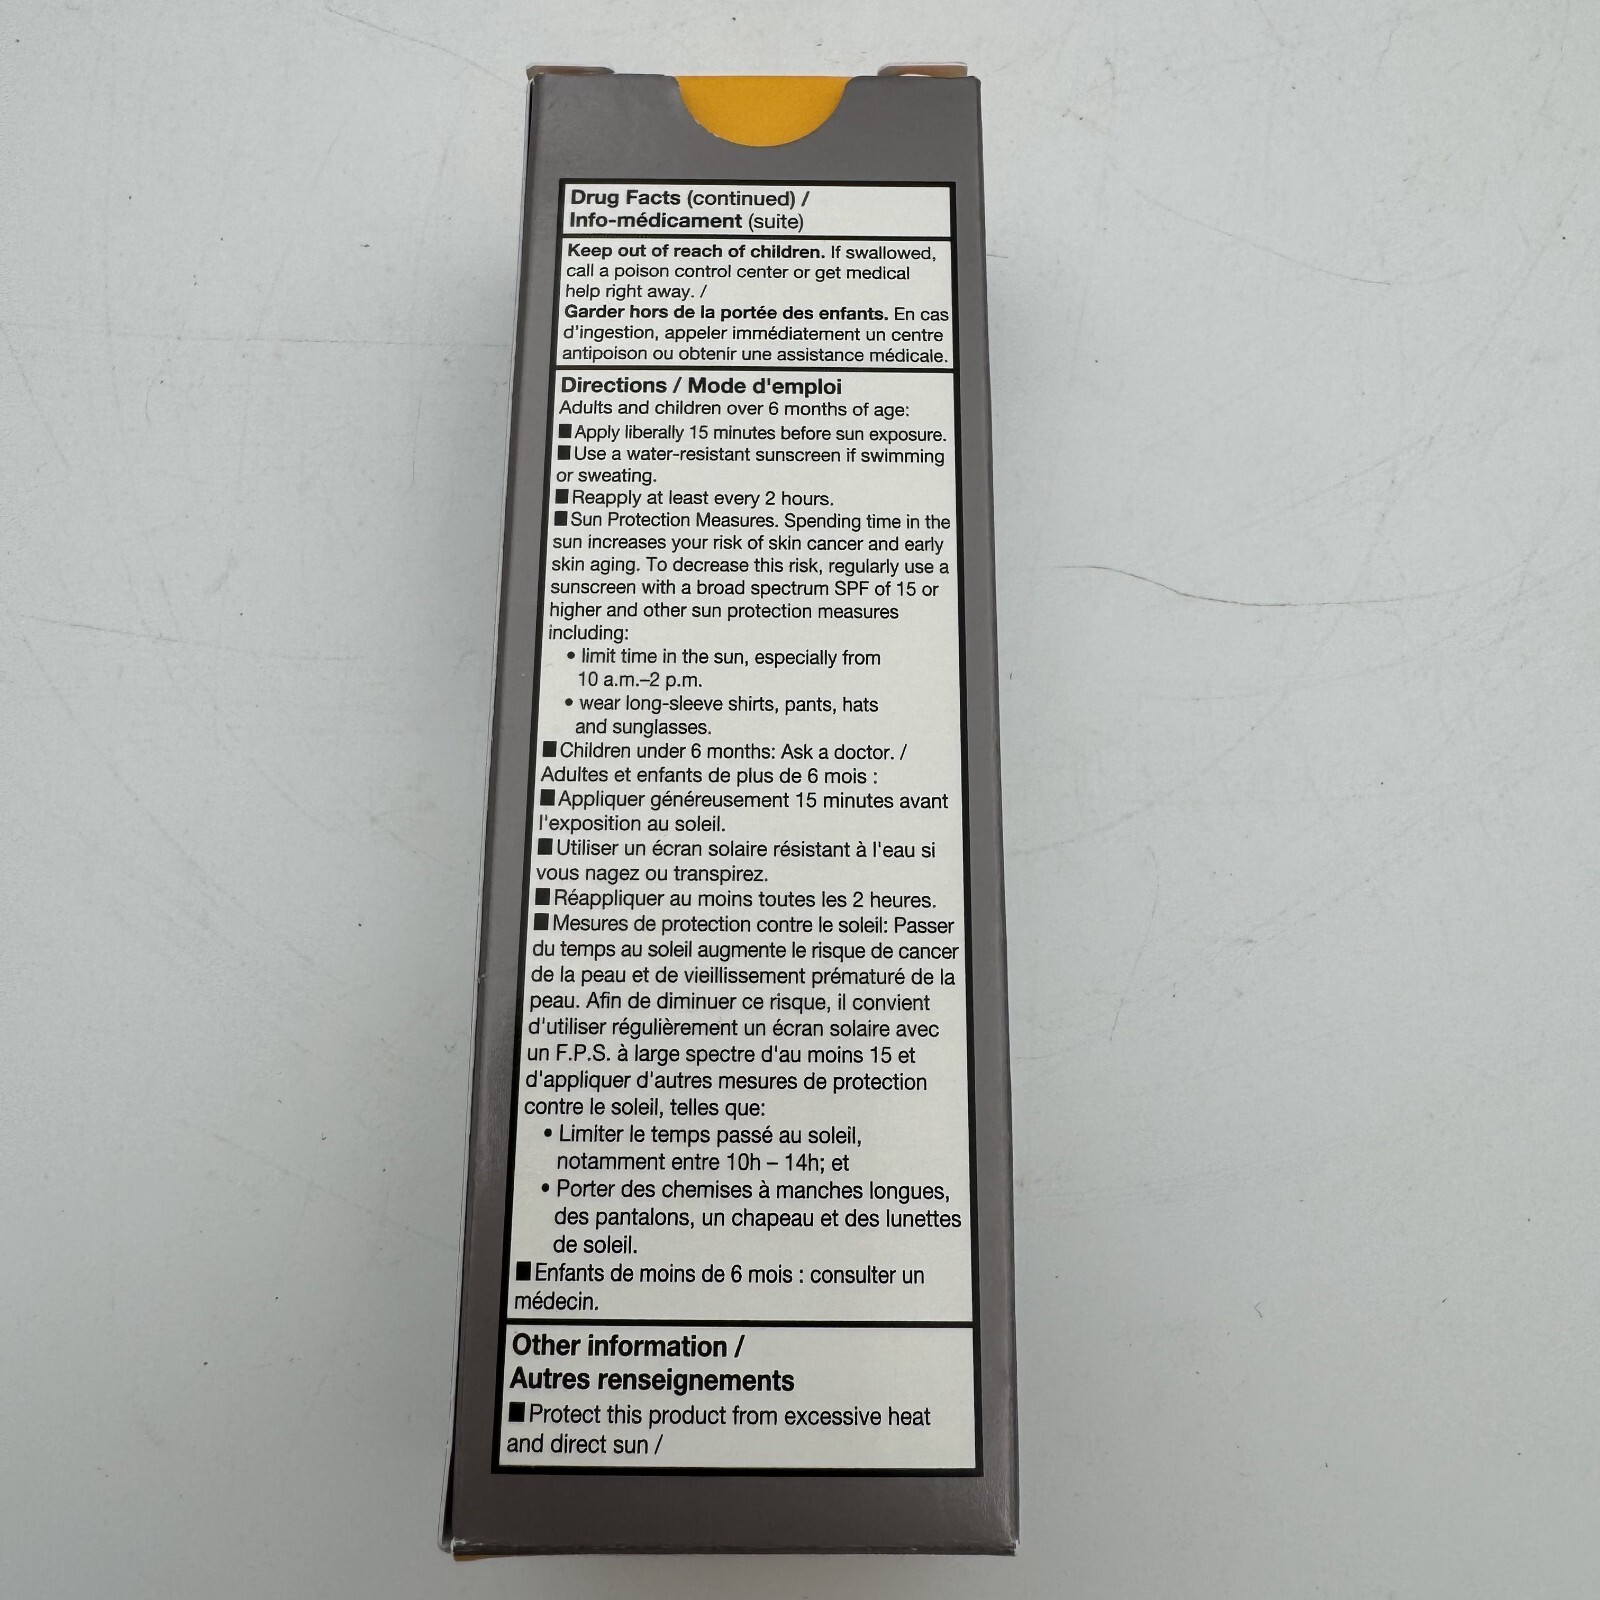 Drug Facts (continued) /
Info-médicament (suite)
Keep out of reach of children. If swallowed,
call a poison control center or get medical
help right away. /
Garder hors de la portée des enfants. En cas
d'ingestion, appeler immédiatement un centre
antipoison ou obtenir une assistance médicale.
Directions / Mode d'emploi
Adults and children over 6 months of age:
■ Apply liberally 15 minutes before sun exposure.
■ Use a water-resistant sunscreen if swimming
or sweating.
■ Reapply at least every 2 hours.
■ Sun Protection Measures. Spending time in the
sun increases your risk of skin cancer and early
skin aging. To decrease this risk, regularly use a
sunscreen with a broad spectrum SPF of 15 or
higher and other sun protection measures
including:
• limit time in the sun, especially from
10 a.m.–2 p.m.
• wear long-sleeve shirts, pants, hats
and sunglasses.
■ Children under 6 months: Ask a doctor. /
Adultes et enfants de plus de 6 mois :
■ Appliquer généreusement 15 minutes avant
l'exposition au soleil.
■ Utiliser un écran solaire résistant à l'eau si
vous nagez ou transpirez.
■ Réappliquer au moins toutes les 2 heures.
■ Mesures de protection contre le soleil: Passer
du temps au soleil augmente le risque de cancer
de la peau et de vieillissement prématuré de la
peau. Afin de diminuer ce risque, il convient
d'utiliser régulièrement un écran solaire avec
un F.P.S. à large spectre d'au moins 15 et
d'appliquer d'autres mesures de protection
contre le soleil, telles que:
• Limiter le temps passé au soleil,
notamment entre 10h – 14h; et
• Porter des chemises à manches longues,
des pantalons, un chapeau et des lunettes
de soleil.
■ Enfants de moins de 6 mois : consulter un
médecin.
Other information /
Autres renseignements
■ Protect this product from excessive heat
and direct sun /